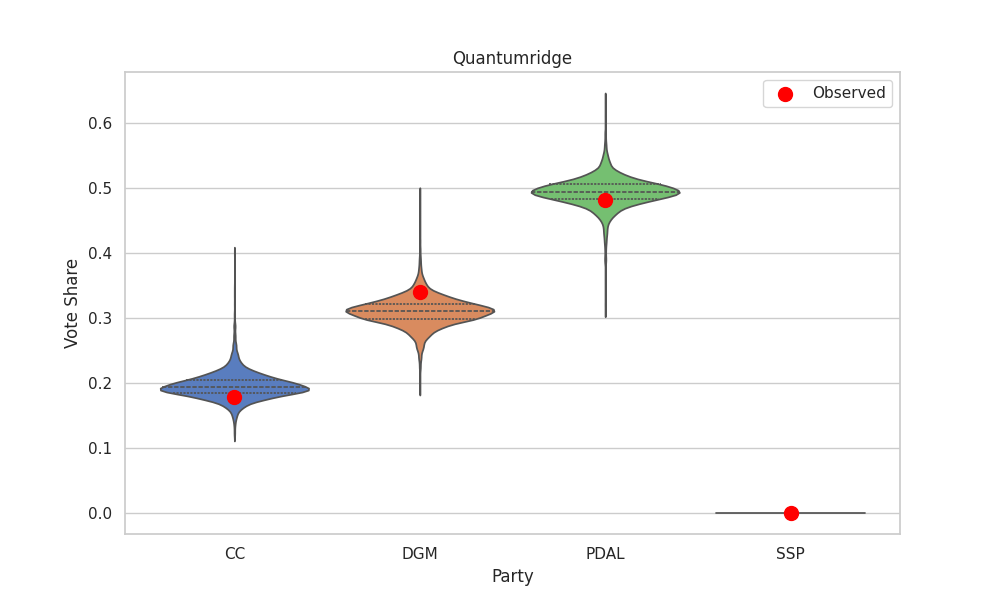 Quantumridge
Observed
Vote Share
0.6
0.5
0.4
0.3
0.2
0.1
0.0
CC DGM PDAL SSP
Party